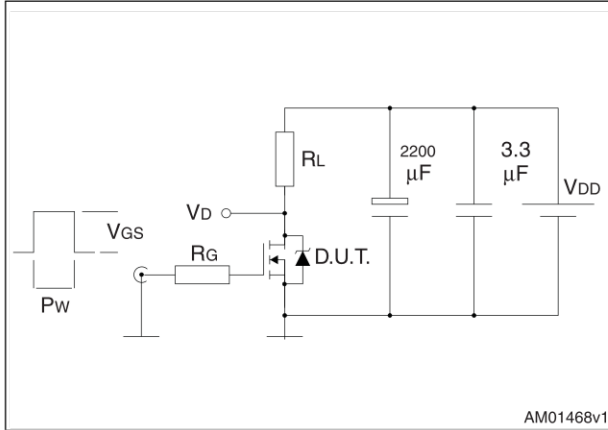 RL
2200
μF
3.3
μF
VDD
VD
VGS
RG
D.U.T.
PW
AM01468v1